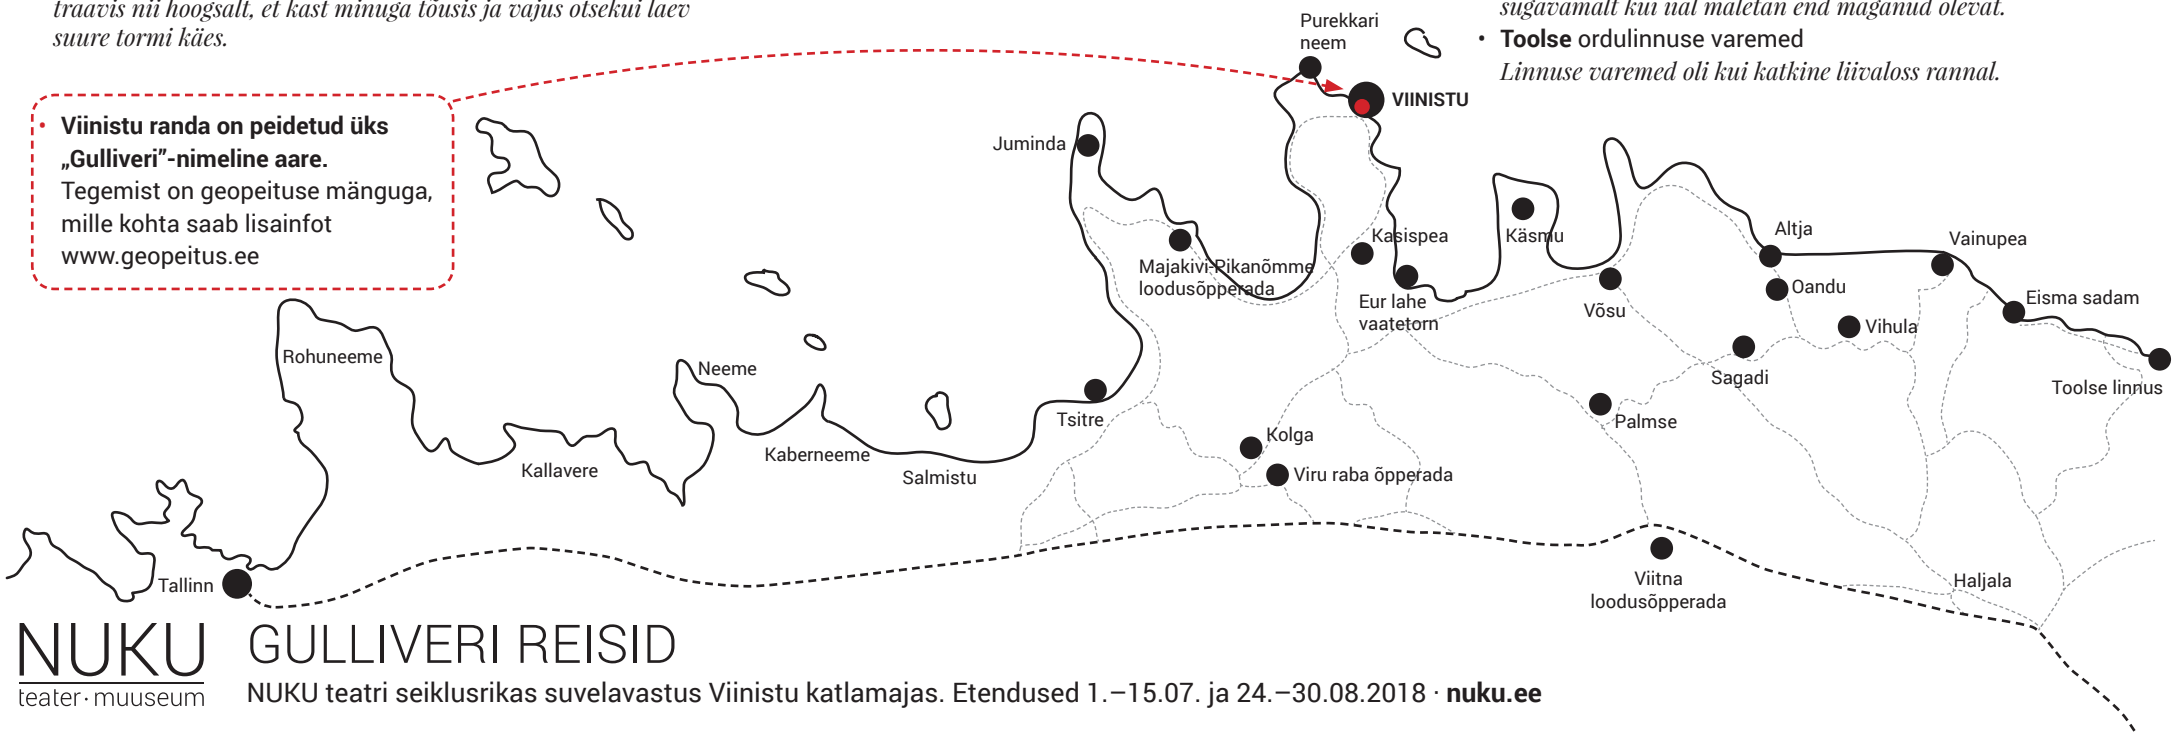 traavis nii hoogsalt, et kast minuga tõusis ja vajus otsekui laev
suure tormi käes.
sügavamalt kui iial mäletan end maganud olevat.
• Toolse ordulinnuse varemed
Linnuse varemed oli kui katkine liivaloss rannal.
• Viinistu randa on peidetud üks
„Gulliveri”-nimeline aare.
Tegemist on geopeituse mänguga,
mille kohta saab lisainfot
www.geopeitus.ee
Purekkari
neem
VIINISTU
Juminda
Majakivi-Pikanõmme
loodusõpperada
Kasispea
Eur lahe
vaatetorn
Käsmu
Võsu
Altja
Oandu
Vainupea
Eisma sadam
Vihula
Sagadi
Toolse linnus
Palmse
Rohuneeme
Neeme
Kallavere
Kaberneeme
Salmistu
Tsitre
Kolga
Viru raba õpperada
Tallinn
Viitna
loodusõpperada
Haljala
NUKU
teater·muuseum
GULLIVERI REISID
NUKU teatri seiklusrikas suvelavastus Viinistu katlamajas. Etendused 1.–15.07. ja 24.–30.08.2018 · nuku.ee